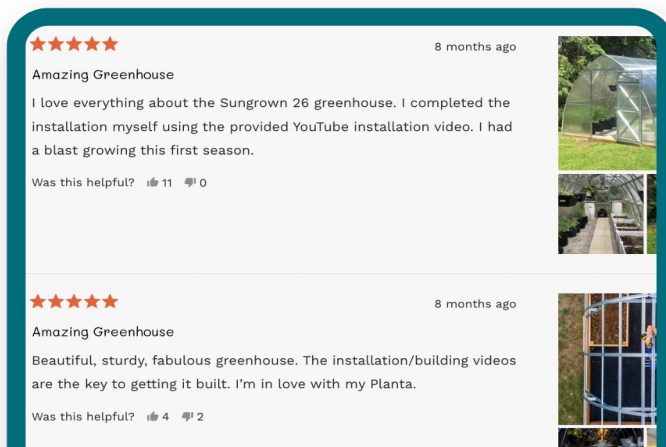 8 months ago
Amazing Greenhouse
I love everything about the Sungrown 26 greenhouse. I completed the
installation myself using the provided YouTube installation video. I had
a blast growing this first season.
Was this helpful? 11 0
8 months ago
Amazing Greenhouse
Beautiful, sturdy, fabulous greenhouse. The installation/building videos
are the key to getting it built. I’m in love with my Planta.
Was this helpful? 4 2